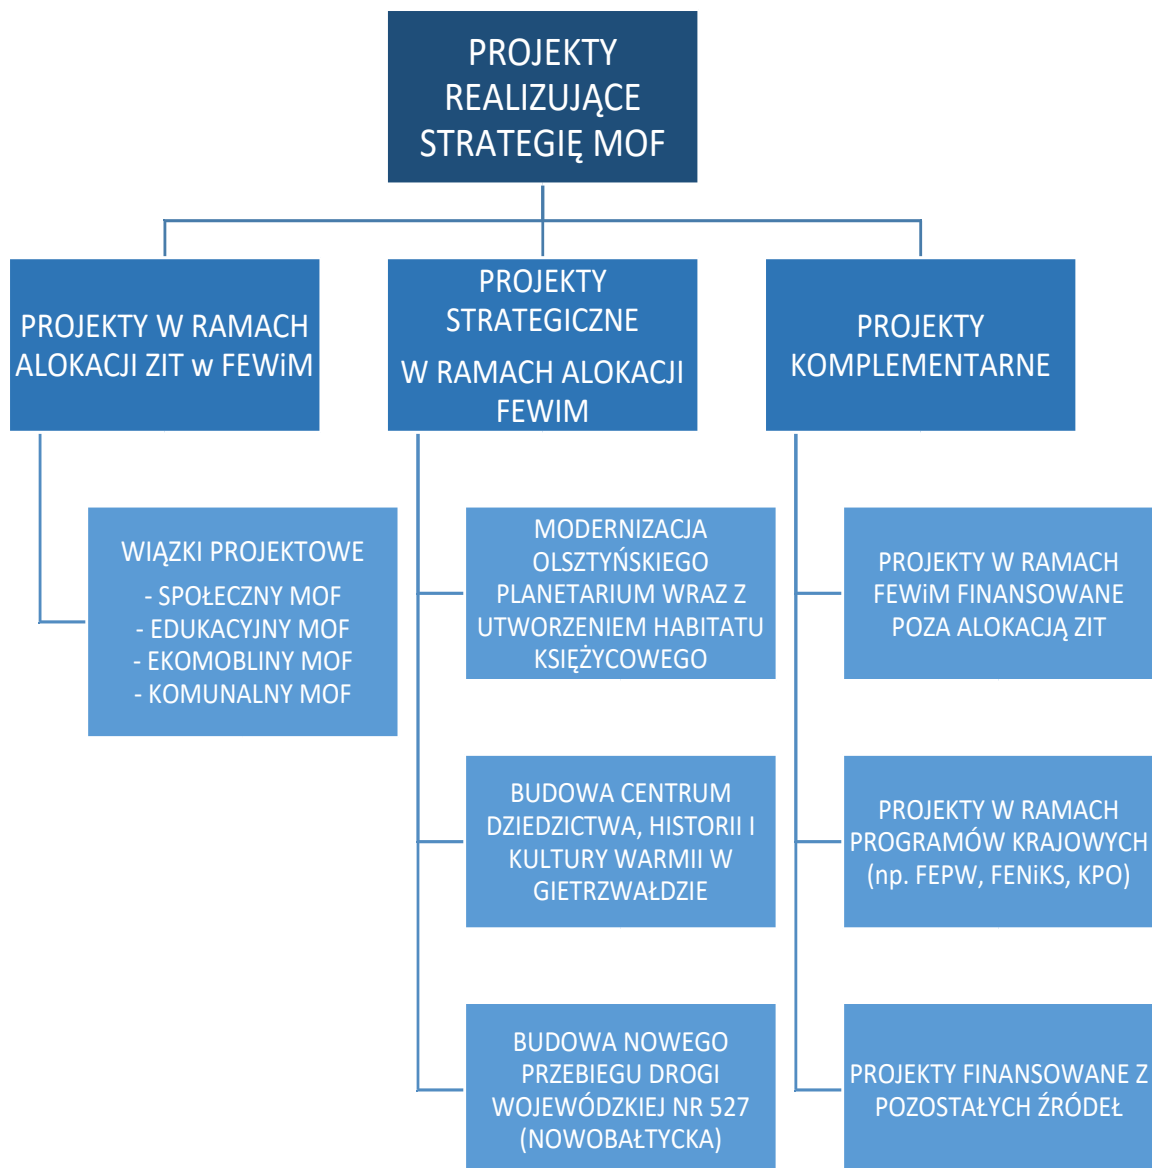 PROJEKTY
REALIZUJĄCE
STRATEGIĘ MOF
PROJEKTY W RAMACH
ALOKACJI ZIT w FEWiM
PROJEKTY
STRATEGICZNE
W RAMACH ALOKACJI
FEWIM
PROJEKTY
KOMPLEMENTARNE
WIĄZKI PROJEKTOWE
- SPOŁECZNY MOF
- EDUKACYJNY MOF
- EKOMOBLINY MOF
- KOMUNALNY MOF
MODERNIZACJA
OLSZTYŃSKIEGO
PLANETARIUM WRAZ Z
UTWORZENIEM HABITATU
KSIĘŻYCOWEGO
BUDOWA CENTRUM
DZIEDZICTWA, HISTORII I
KULTURY WARMII W
GIETRZWAŁDZIE
BUDOWA NOWEGO
PRZEBIEGU DROGI
WOJEWÓDZKIEJ NR 527
(NOWOBAŁTYCKA)
PROJEKTY W RAMACH
FEWiM FINANSOWANE
POZA ALOKACJĄ ZIT
PROJEKTY W RAMACH
PROGRAMÓW KRAJOWYCH
(np. FEPW, FENiKS, KPO)
PROJEKTY FINANSOWANE Z
POZOSTAŁYCH ŹRÓDEŁ